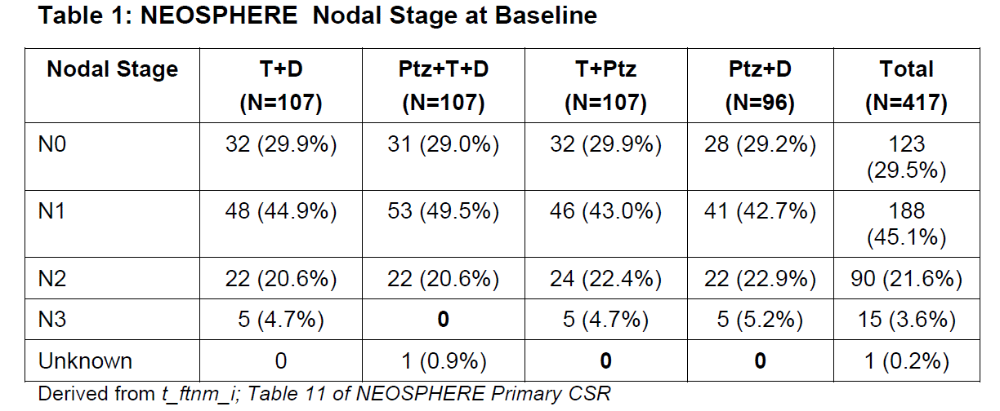 Table 1: NEOSPHERE  Nodal Stage at Baseline
Nodal Stage T+D Ptz+T+D T+Ptz Ptz+D Total
(N=107) (N=107) (N=107) (N=96) (N=417)
N0 32 (29.9%) 31 (29.0%) 32 (29.9%) 28 (29.2%) 123
(29.5%)
N1 48 (44.9%) 53 (49.5%) 46 (43.0%) 41 (42.7%) 188
(45.1%)
N2 22 (20.6%) 22 (20.6%) 24 (22.4%) 22 (22.9%) 90 (21.6%)
N3 5 (4.7%) 0 5 (4.7%) 5 (5.2%) 15 (3.6%)
Unknown 0 1 (0.9%) 0 0 1 (0.2%)
Derived from t_ftnm_i; Table 11 of NEOSPHERE Primary CSR